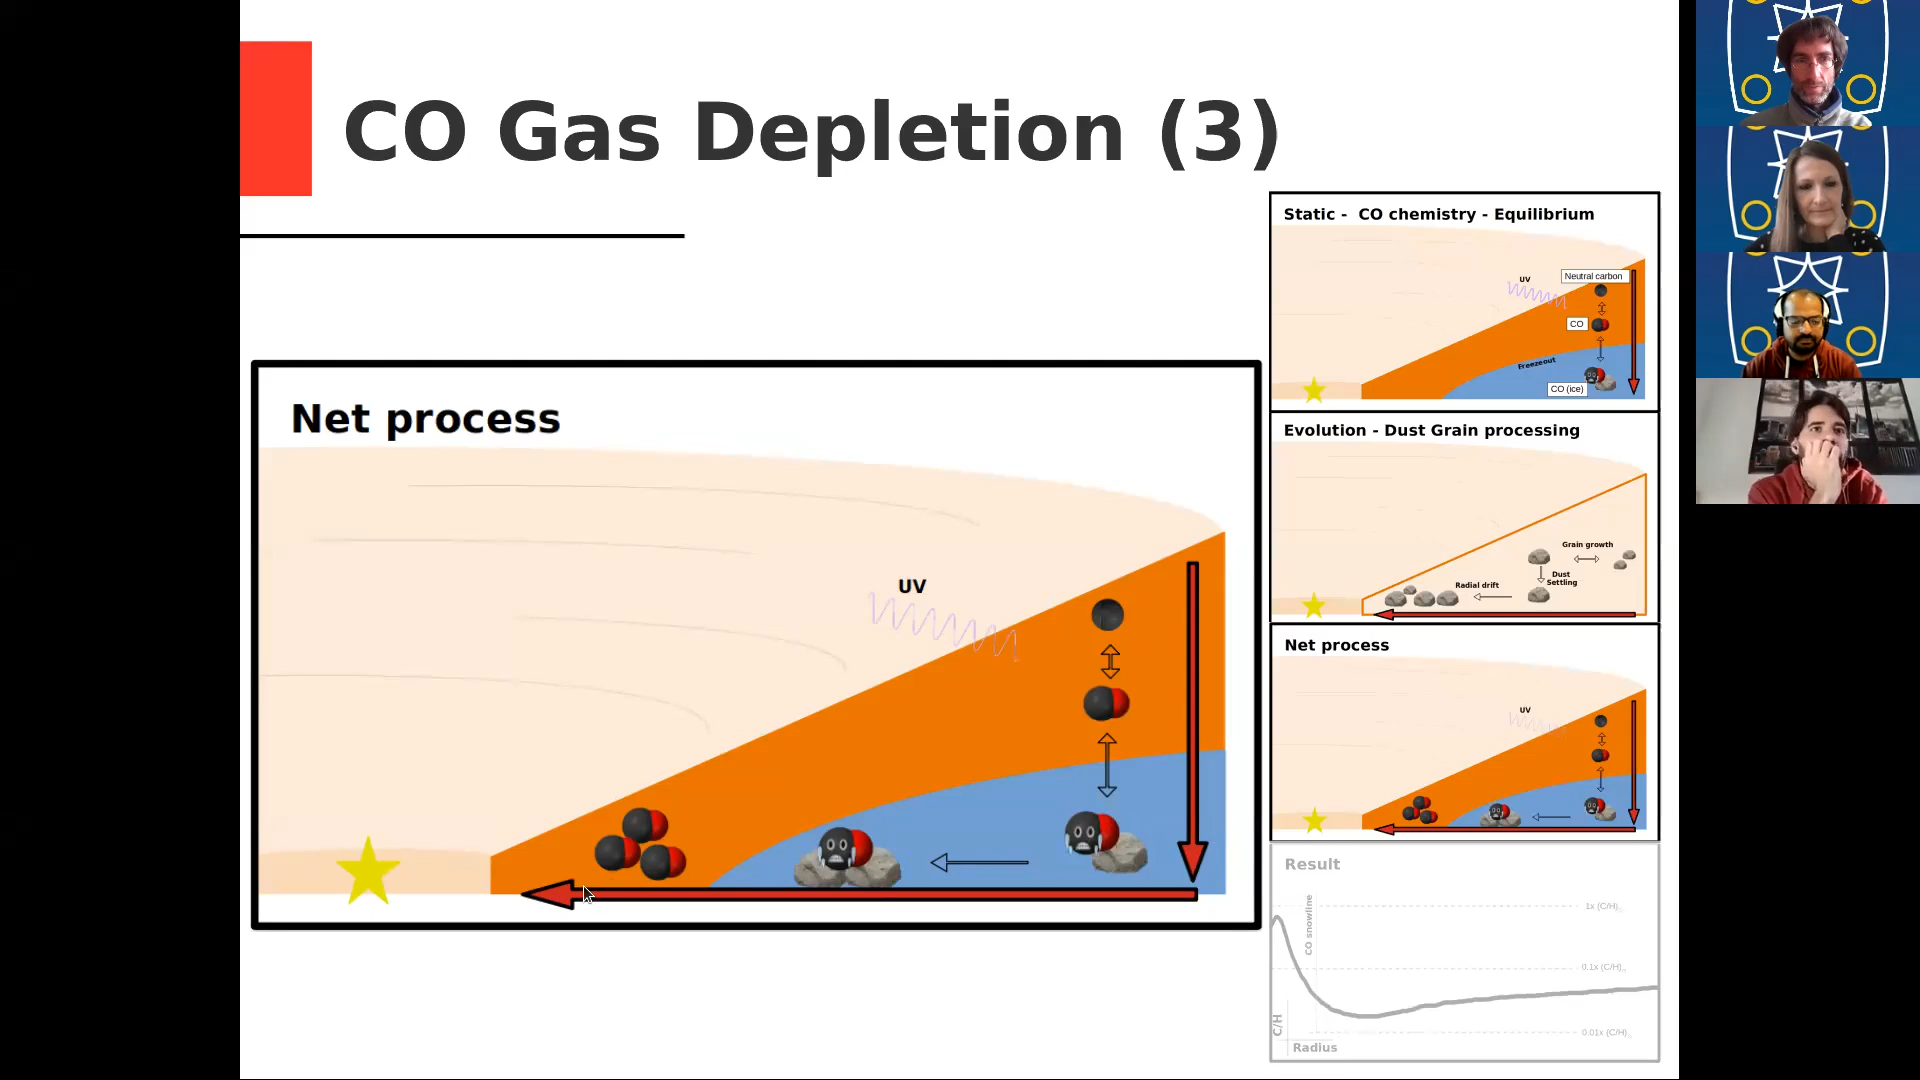 CO Gas Depletion (3)
Net process
UV
Static - CO chemistry - Equilibrium
UV
Neutral carbon
CO
Freezeout
CO (ice)
Evolution - Dust Grain processing
Grain growth
Dust
Settling
Radial drift
Net process
UV
Result
CO snowline
1x (C/H)
0.1x (C/H)
0.01x (C/H)
C/H
Radius